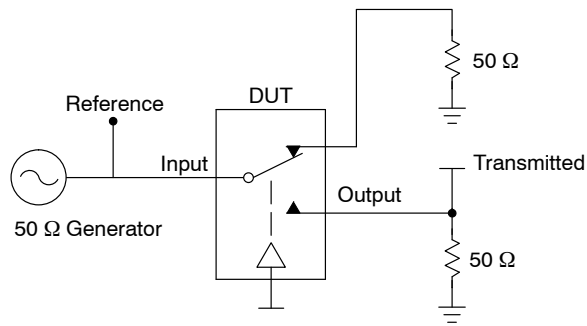 50 Ω
DUT
Reference
Input
Transmitted
Output
50 Ω Generator
50 Ω